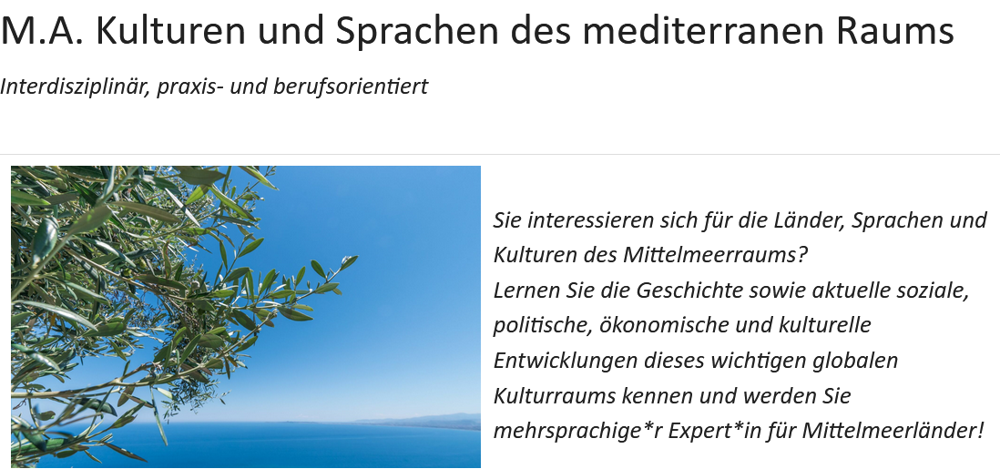 M.A. Kulturen und Sprachen des mediterranen Raums
Interdisziplinär, praxis- und berufsorientiert
Sie interessieren sich für die Länder, Sprachen und
Kulturen des Mittelmeerraums?
Lernen Sie die Geschichte sowie aktuelle soziale,
politische, ökonomische und kulturelle
Entwicklungen dieses wichtigen globalen
Kulturraums kennen und werden Sie
mehrsprachige*r Expert*in für Mittelmeerländer!